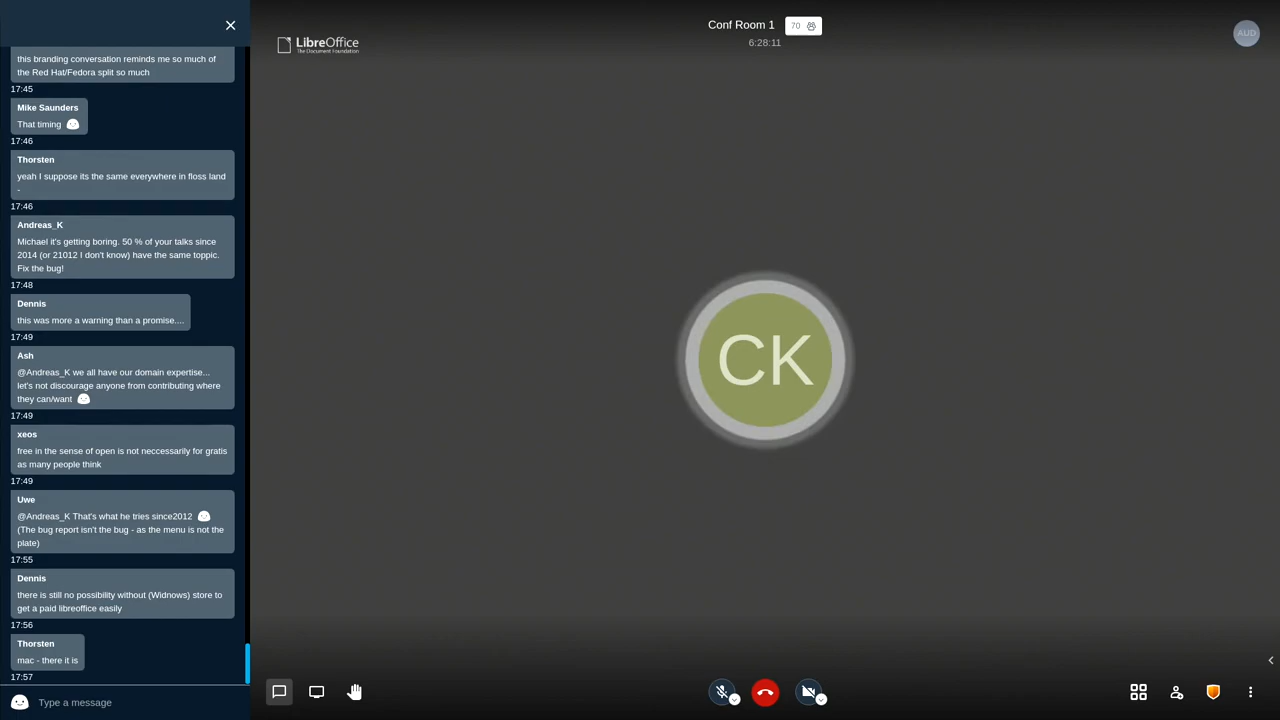 this branding conversation reminds me so much of
the Red Hat/Fedora split so much
17:45
Mike Saunders
That timing
17:46
Thorsten
yeah I suppose its the same everywhere in floss land
-
17:46
Andreas_K
Michael it's getting boring. 50 % of your talks since
2014 (or 21012 I don't know) have the same toppic.
Fix the bug!
17:48
Dennis
this was more a warning than a promise....
17:49
Ash
@Andreas_K we all have our domain expertise...
let's not discourage anyone from contributing where
they can/want
17:49
xeos
free in the sense of open is not neccessarily for gratis
as many people think
17:49
Uwe
@Andreas_K That's what he tries since2012
(The bug report isn't the bug - as the menu is not the
plate)
17:55
Dennis
there is still no possibility without (Widnows) store to
get a paid libreoffice easily
17:56
Thorsten
mac - there it is
17:57
Type a message
LibreOffice
The Document Foundation
Conf Room 1
70
6:28:11
AUD
CK